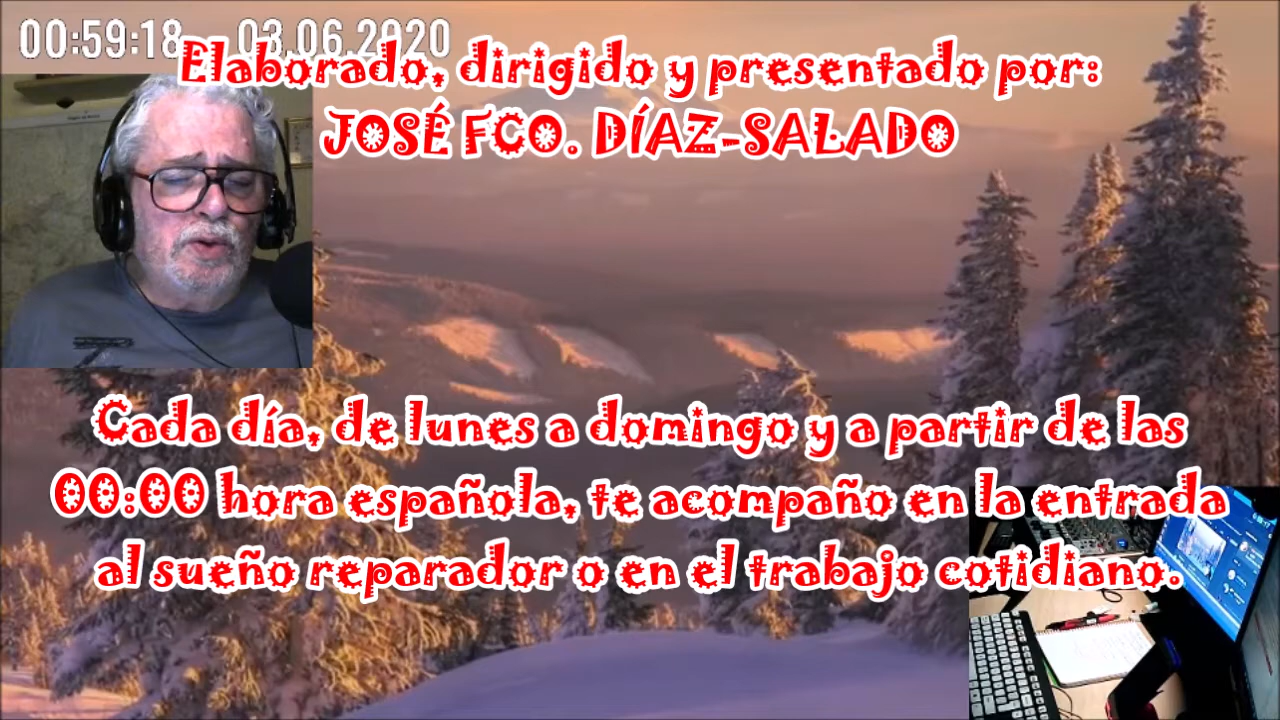 00:59:18 03.06.2020
Elaborado, dirigido y presentado por:
JOSÉ FCO. DÍAZ-SALADO
Cada día, de lunes a domingo y a partir de las
00:00 hora española, te acompaño en la entrada
al sueño reparador o en el trabajo cotidiano.